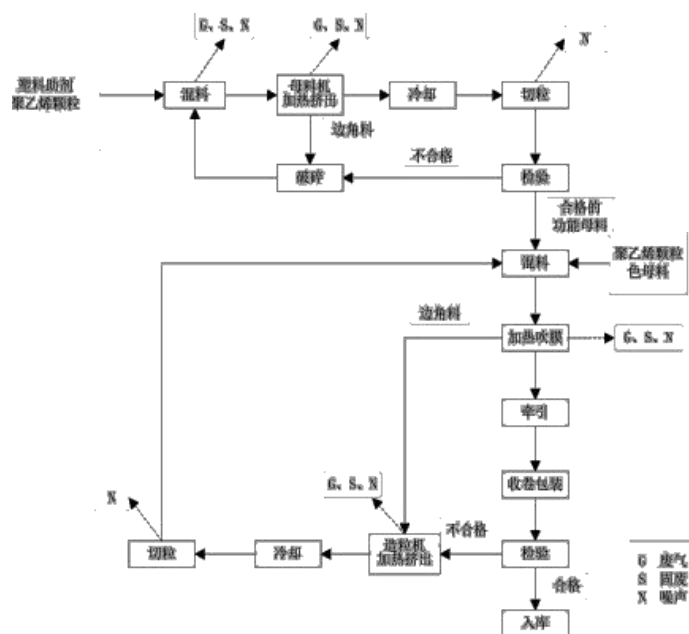 G、S、N
G、S、N
N
塑料助剂
聚乙烯颗粒
混料
母料机
加热挤出
冷却
切粒
边角料
不合格
破碎
检验
合格的
功能母料
混料
聚乙烯颗粒
色母料
边角料
加热吹膜
G、S、N
牵引
收卷包装
N
G、S、N
不合格
切粒
冷却
造粒机
加热挤出
检验
合格
入库
G 废气
S 固废
N 噪声